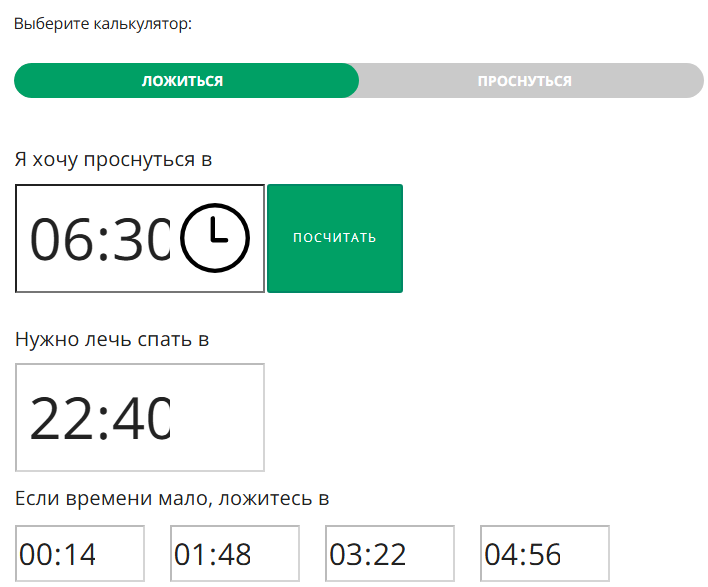 Выберите калькулятор:
ЛОЖИТЬСЯ ПРОСНУТЬСЯ
Я хочу проснуться в
06:30 ПОСЧИТАТЬ
Нужно лечь спать в
22:40
Если времени мало, ложитесь в
00:14 01:48 03:22 04:56